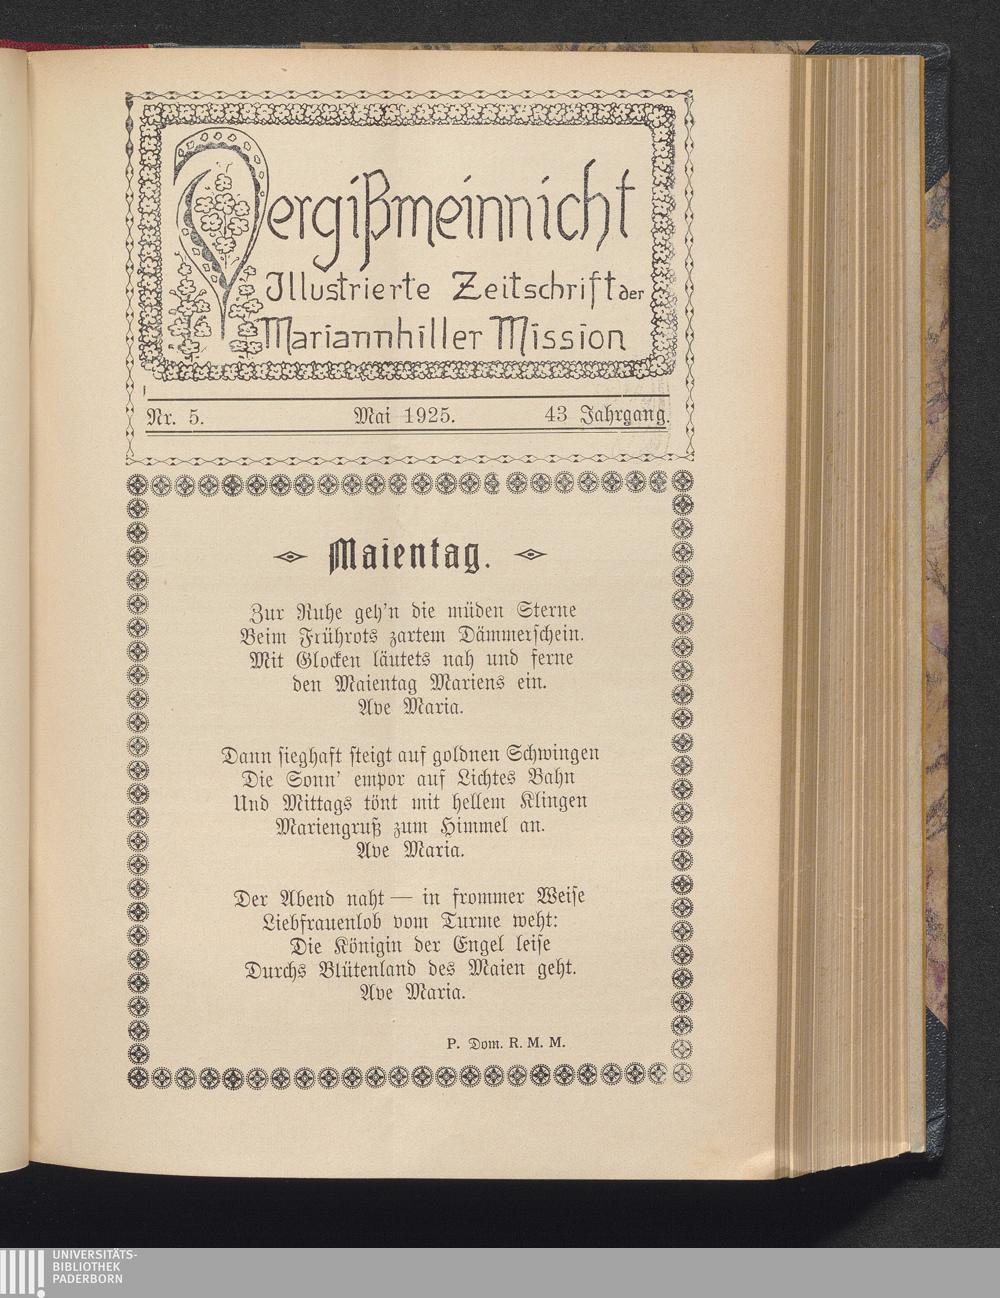 Vergißmeinnicht
Illustrierte Zeitschrift der
Mariannhiller Mission
Nr. 5. Mai 1925. 43 Jahrgang.
Maientag.
Zur Ruhe geh'n die müden Sterne
Beim Frührots zartem Dämmerschein.
Mit Glocken läutets nah und ferne
den Maientag Mariens ein.
Ave Maria.
Dann sieghaft steigt auf goldnen Schwingen
Die Sonn' empor auf Lichtes Bahn
Und Mittags tönt mit hellem Klingen
Mariengruß zum Himmel an.
Ave Maria.
Der Abend naht — in frommer Weise
Liebfrauenlob vom Turme weht:
Die Königin der Engel leise
Durchs Blütenland des Maien geht.
Ave Maria.
P. Dom. R. M. M.
UNIVERSITÄTS-
BIBLIOTHEK
PADERBORN